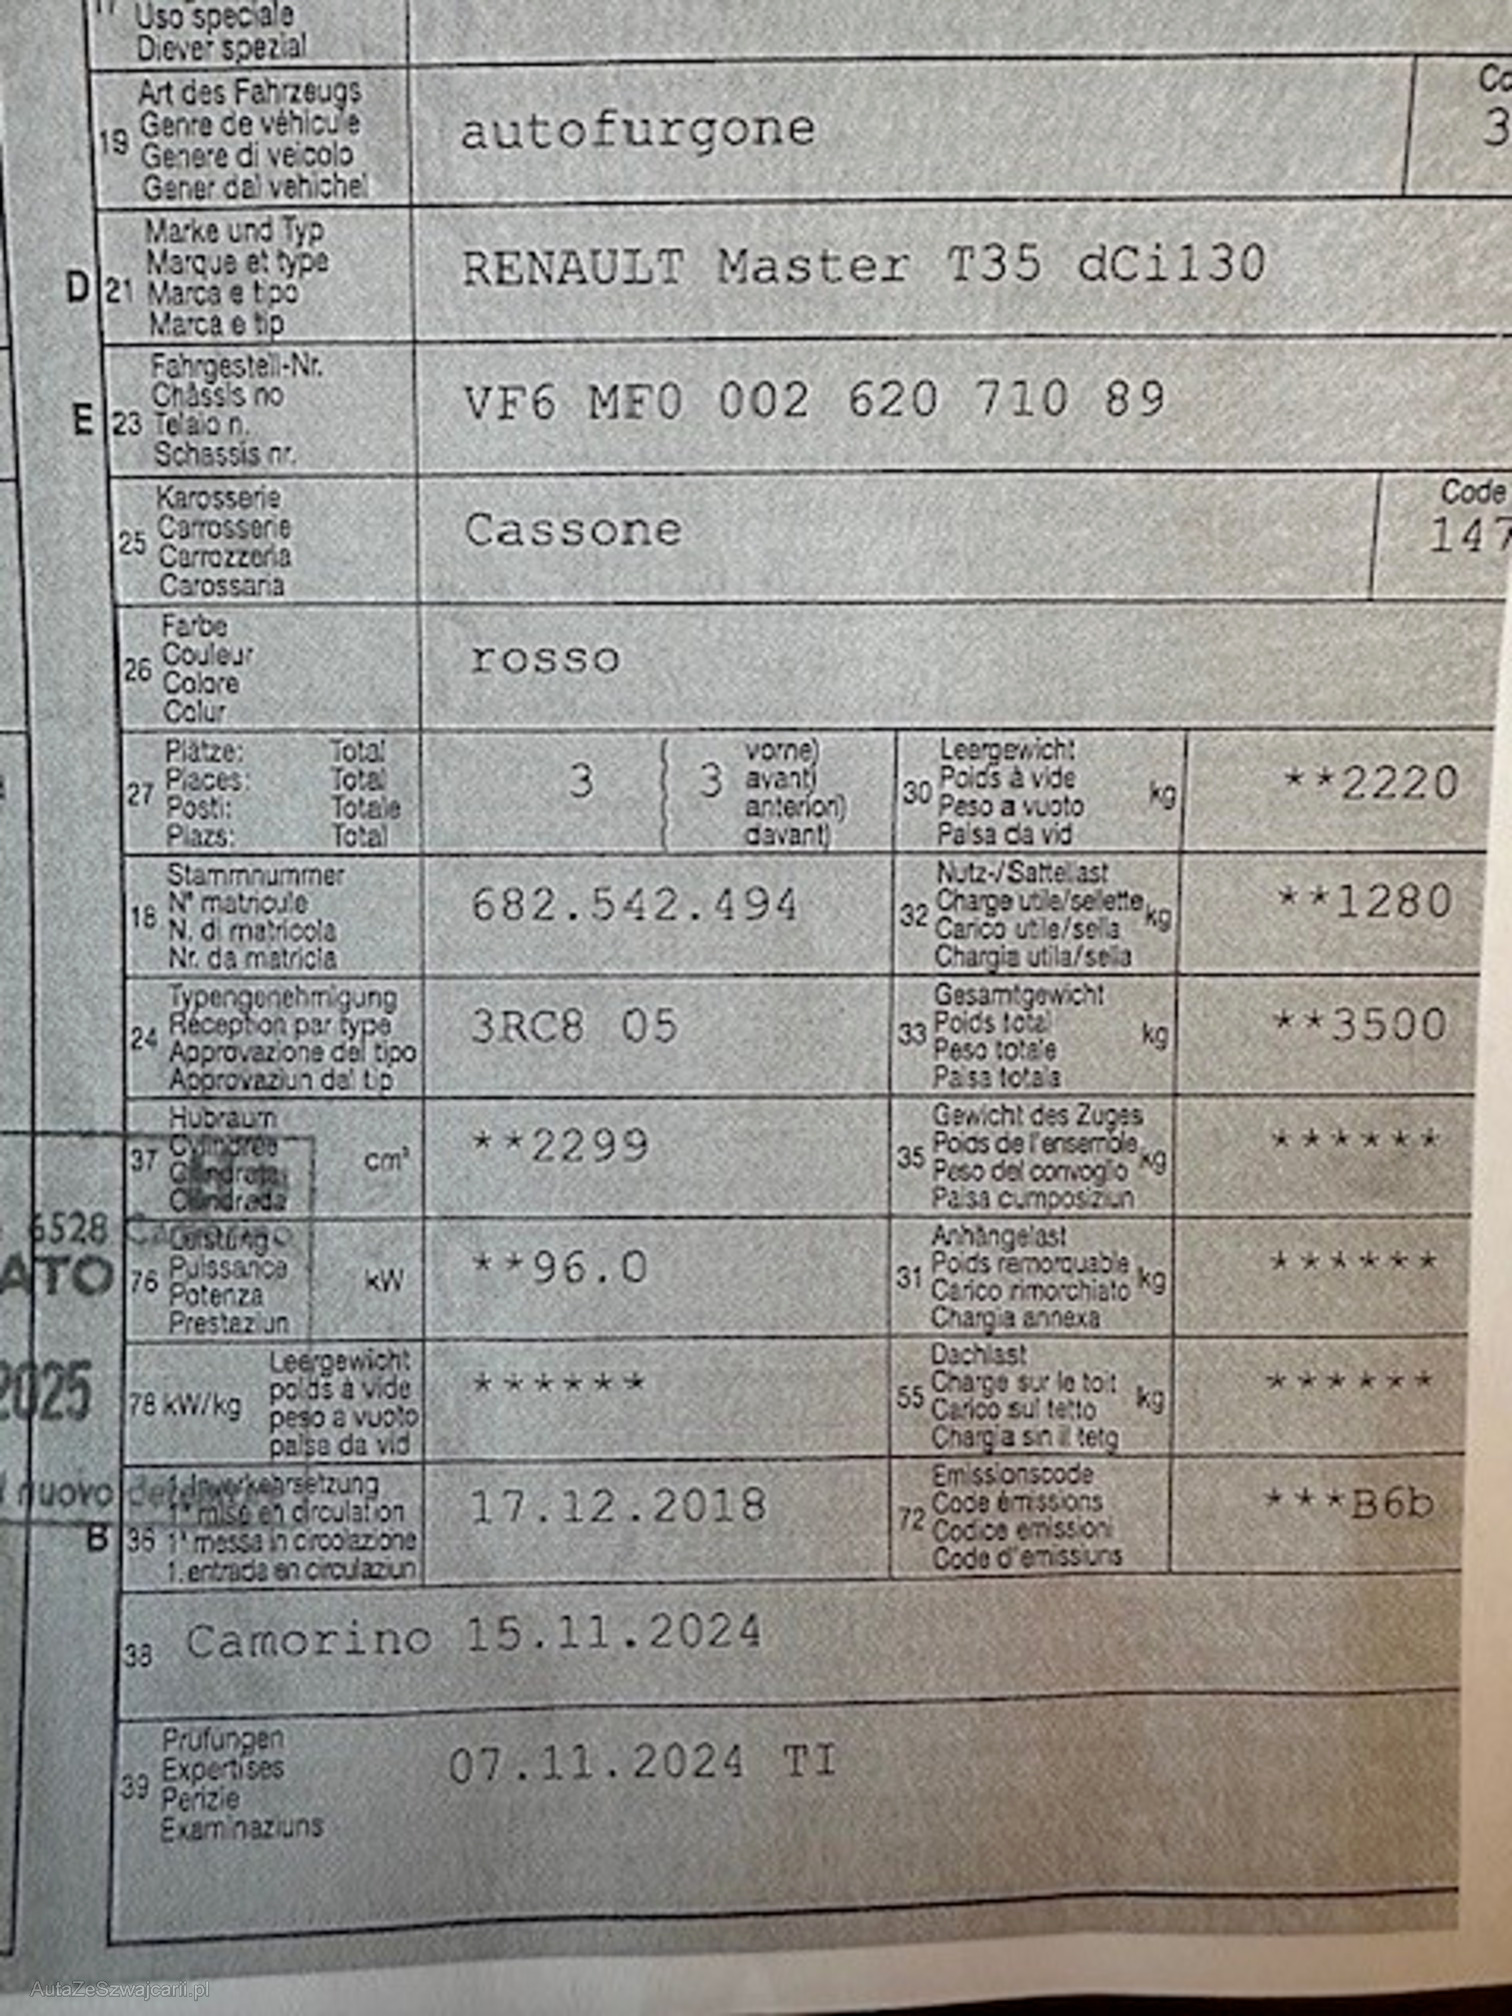 17
Uso speciale
Diever spezial
19 Art des Fahrzeugs
Genre de véhicule
Genere di veicolo
Gener dal vehichel
autofurgone
3
D 21 Marke und Typ
Marque et type
Marca e tipo
Marca e tip
RENAULT Master T35 dCi130
E 23 Fahrgestell-Nr.
Châssis no
Telaio n.
Schassis nr.
VF6 MF0 002 620 710 89
25 Karosserie
Carrosserie
Carrozzeria
Carossaria
Cassone
Code
147
26 Farbe
Couleur
Colore
Colur
rosso
27 Plätze: Total
Places: Total
Posti: Totale
Plazs: Total
3 ( 3 vorne)
avant)
anteriori)
davant)
30 Leergewicht
Poids à vide
Peso a vuoto
Paisa da vid
kg
**2220
18 Stammnummer
N° matricule
N. di matricola
Nr. da matricla
682.542.494
32 Nutz-/Sattellast
Charge utile/sellette
Carico utile/sella
Chargia utila/sella
kg
**1280
24 Typengenehmigung
Réception par type
Approvazione del tipo
Approvaziun dal tip
3RC8 05
33 Gesamtgewicht
Poids total
Peso totale
Paisa totala
kg
**3500
37 Hubraum
Cylindrée
Cilindrata
Cilindrada
cm³
**2299
35 Gewicht des Zuges
Poids de l'ensemble
Peso del convoglio
Paisa cumposiziun
kg
******
76 Leistung
Puissance
Potenza
Prestaziun
kW
**96.0
31 Anhängelast
Poids remorquable
Carico rimorchiato
Chargia annexa
kg
******
78 kW/kg Leergewicht
poids à vide
peso a vuoto
paisa da vid
******
55 Dachlast
Charge sur le toit
Carico sul tetto
Chargia sin il tetg
kg
******
B 36 1. Inverkehrsetzung
1re mise en circulation
1a messa in circolazione
1. entrada en circulaziun
17.12.2018
72 Emissionscode
Code émissions
Codice emissioni
Code d'emissiuns
***B6b
6528
ATO
2025
nuovo
38 Camorino 15.11.2024
39 Prüfungen
Expertises
Perizie
Examinaziuns
07.11.2024 TI
AutaZeSzwajcarii.pl